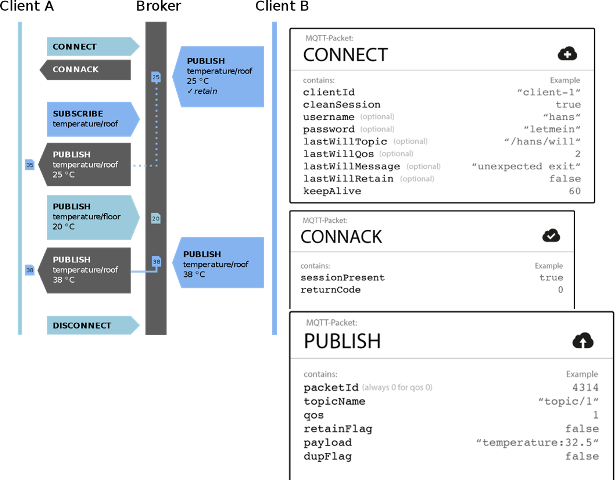 Client A
Broker
Client B
CONNECT
CONNACK
PUBLISH
temperature/roof
25 °C
✓retain
25
SUBSCRIBE
temperature/roof
PUBLISH
temperature/roof
25 °C
PUBLISH
temperature/floor
20 °C
20
PUBLISH
temperature/roof
38 °C
38
38
PUBLISH
temperature/roof
38 °C
DISCONNECT
MQTT-Packet:
CONNECT
contains: Example
clientId "client-1"
cleanSession true
username (optional) "hans"
password (optional) "letmein"
lastWillTopic (optional) "/hans/will"
lastWillQos (optional) 2
lastWillMessage (optional) "unexpected exit"
lastWillRetain (optional) false
keepAlive 60
MQTT-Packet:
CONNACK
contains: Example
sessionPresent true
returnCode 0
MQTT-Packet:
PUBLISH
contains: Example
packetId (always 0 for qos 0) 4314
topicName "topic/1"
qos 1
retainFlag false
payload "temperature:32.5"
dupFlag false